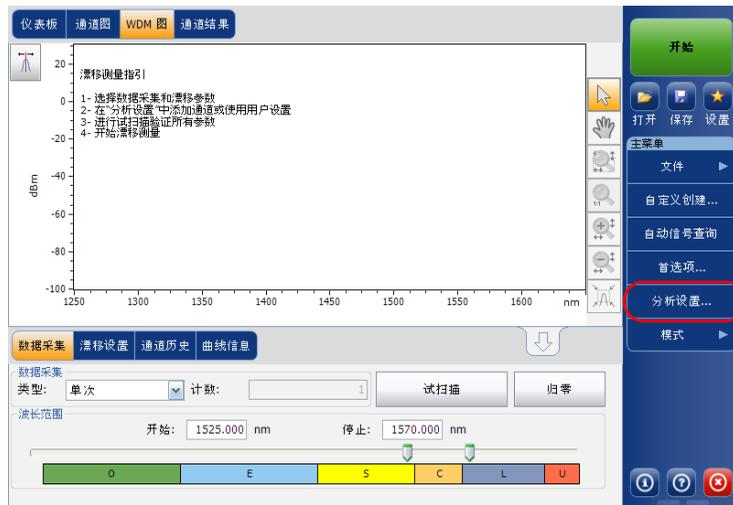 仪表板 通道图 WDM 图 通道结果
漂移测量指引
1- 选择数据采集和漂移参数
2- 在"分析设置"中添加通道或使用用户设置
3- 进行试扫描验证所有参数
4- 开始漂移测量
20
0
-20
-40
-60
-80
-100
dBm
1250 1300 1350 1400 1450 1500 1550 1600 nm
1:1
开始
打开 保存 设置
主菜单
文件
自定义创建...
自动信号查询
首选项...
分析设置...
模式
数据采集 漂移设置 通道历史 曲线信息
数据采集
类型: 单次 计数: 1 试扫描 归零
波长范围
开始: 1525.000 nm 停止: 1570.000 nm
O E S C L U